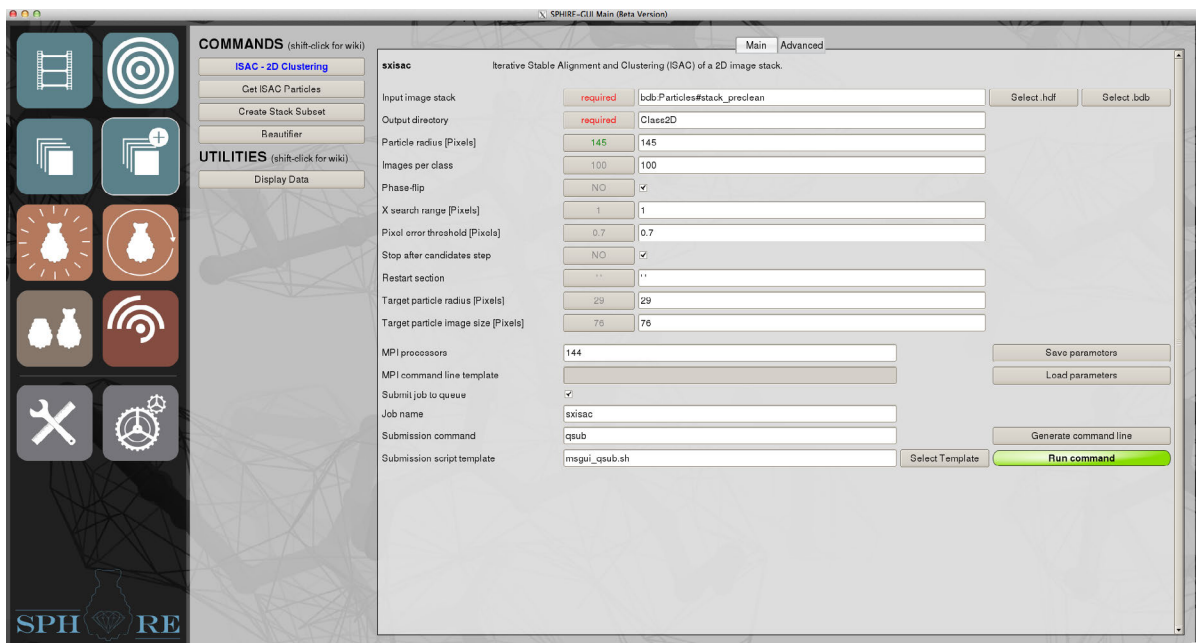 SPHIRE-GUI Main (Beta Version)
COMMANDS (shift-click for wiki)
ISAC - 2D Clustering
Get ISAC Particles
Create Stack Subset
Beautifier
UTILITIES (shift-click for wiki)
Display Data
Main Advanced
sxisac Iterative Stable Alignment and Clustering (ISAC) of a 2D image stack.
Input image stack required bdb:Particles#stack_preclean Select .hdf Select .bdb
Output directory required Class2D
Particle radius [Pixels] 145 145
Images per class 100 100
Phase-flip NO
X search range [Pixels] 1 1
Pixel error threshold [Pixels] 0.7 0.7
Stop after candidates step NO
Restart section ' ' ' '
Target particle radius [Pixels] 29 29
Target particle image size [Pixels] 76 76
MPI processors 144 Save parameters
MPI command line template Load parameters
Submit job to queue
Job name sxisac
Submission command qsub Generate command line
Submission script template msgui_qsub.sh Select Template Run command
SPHIRE